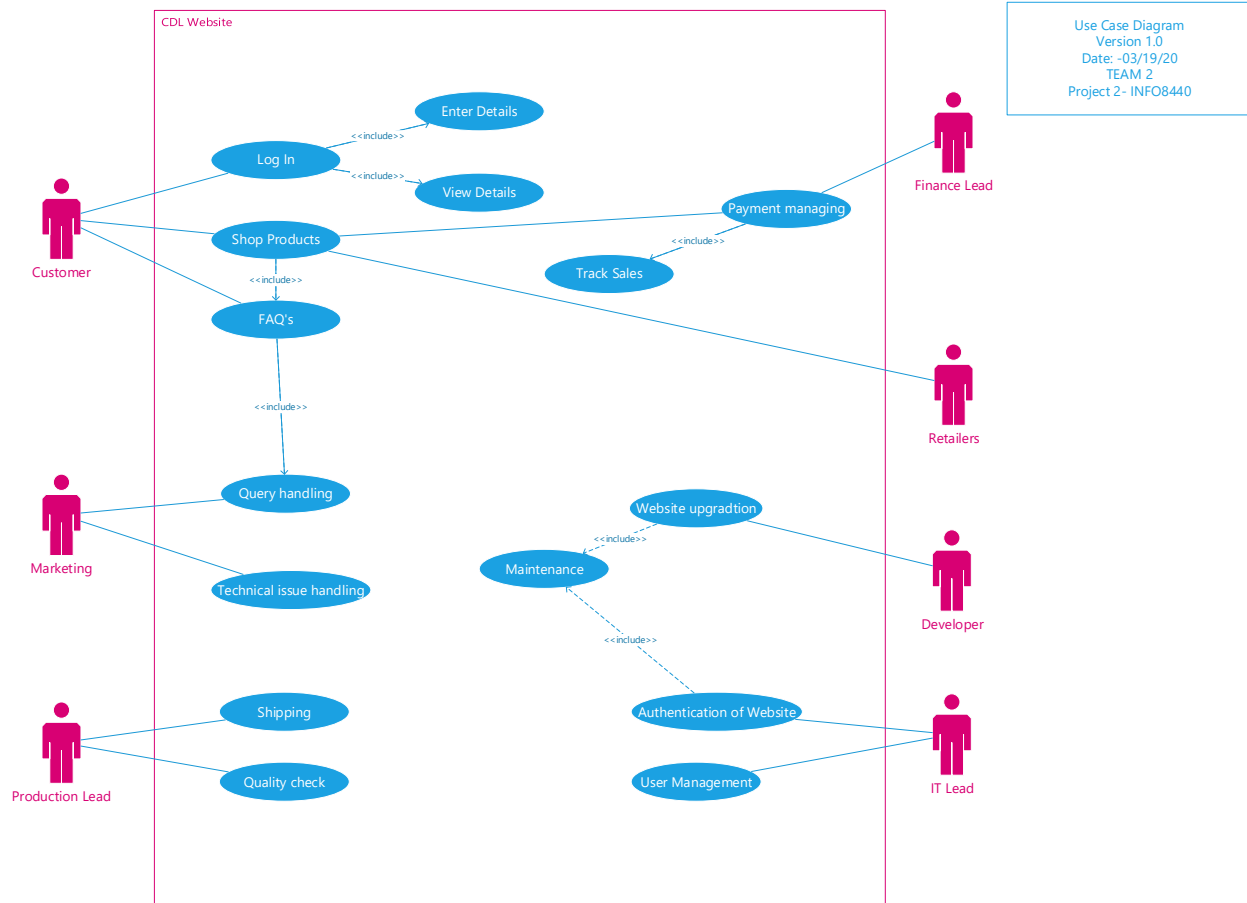 CDL Website
Use Case Diagram
Version 1.0
Date: -03/19/20
TEAM 2
Project 2- INFO8440
Enter Details
<<include>>
Log In
<<include>>
View Details
Customer
Finance Lead
Payment managing
Shop Products
<<include>>
Track Sales
<<include>>
FAQ's
<<include>>
Retailers
Query handling
Marketing
Website upgradtion
<<include>>
Maintenance
Technical issue handling
Developer
<<include>>
Shipping
Authentication of Website
Quality check
User Management
Production Lead
IT Lead